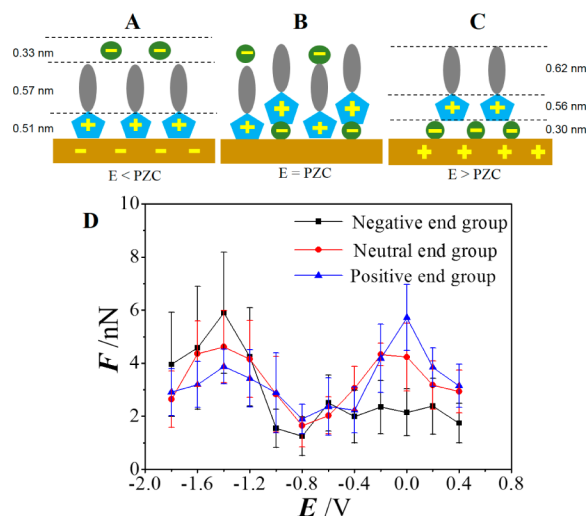 A B C
0.33 nm
0.57 nm
0.51 nm
+ + +
− − − −
E < PZC
− −
+ +
+ +
− −
E = PZC
0.62 nm
0.56 nm
0.30 nm
+ +
− − −
+ + + +
E > PZC
D
10
8
6
4
2
0
F /nN
Negative end group
Neutral end group
Positive end group
-2.0 -1.6 -1.2 -0.8 -0.4 0.0 0.4 0.8
E /V